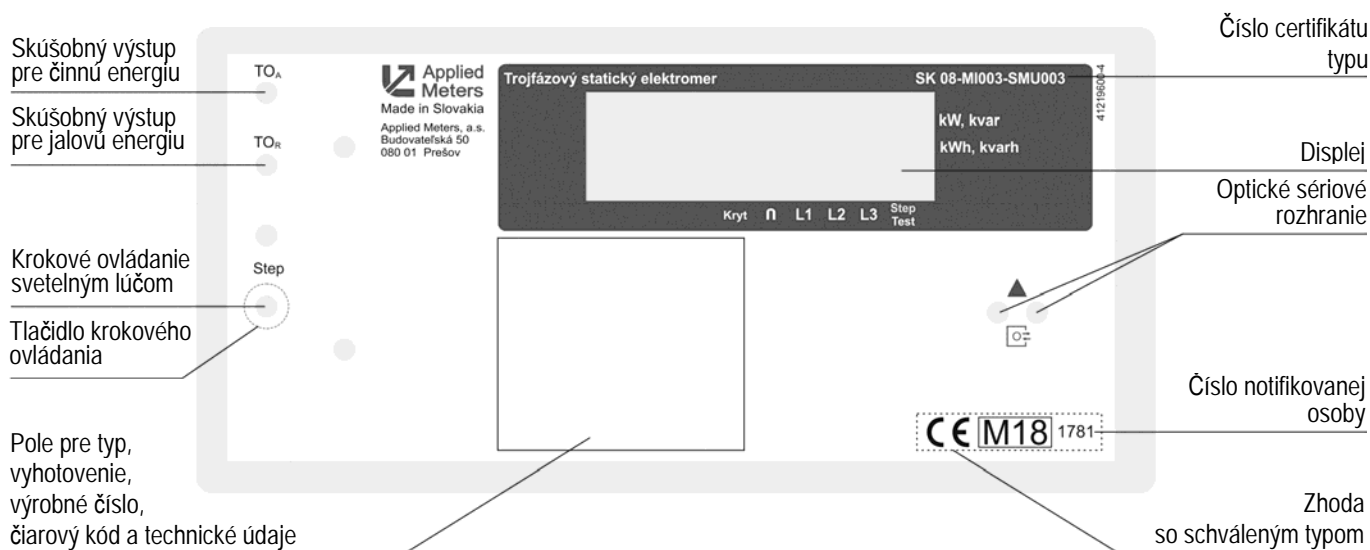 Skúšobný výstup
pre činnú energiu
Skúšobný výstup
pre jalovú energiu
Krokové ovládanie
svetelným lúčom
Tlačidlo krokového
ovládania
Pole pre typ,
vyhotovenie,
výrobné číslo,
čiarový kód a technické údaje
TOA
TOR
Step
Applied
Meters
Made in Slovakia
Applied Meters, a.s.
Budovateľská 50
080 01 Prešov
Trojfázový statický elektromer
SK 08-MI003-SMU003
412196004
kW, kvar
kWh, kvarh
Kryt L1 L2 L3 Step
Test
CE M18 1781
Číslo certifikátu
typu
Displej
Optické sériové
rozhranie
Číslo notifikovanej
osoby
Zhoda
so schváleným typom